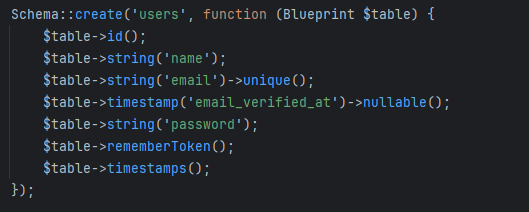 Schema::create('users', function (Blueprint $table) {
    $table->id();
    $table->string('name');
    $table->string('email')->unique();
    $table->timestamp('email_verified_at')->nullable();
    $table->string('password');
    $table->rememberToken();
    $table->timestamps();
});